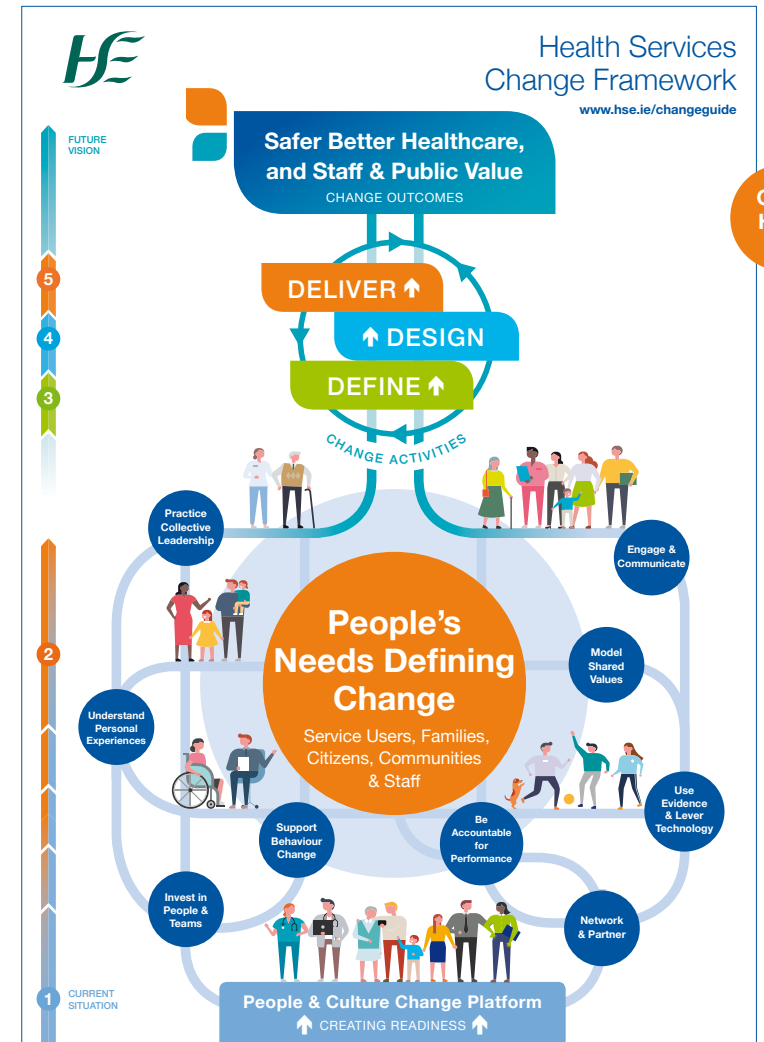 HSE
Health Services
Change Framework
www.hse.ie/changeguide
FUTURE
VISION
Safer Better Healthcare,
and Staff & Public Value
CHANGE OUTCOMES
5
DELIVER
4
DESIGN
3
DEFINE
CHANGE ACTIVITIES
Practice
Collective
Leadership
Engage &
Communicate
2
People's
Needs Defining
Change
Service Users, Families,
Citizens, Communities
& Staff
Model
Shared
Values
Understand
Personal
Experiences
Use
Evidence
& Lever
Technology
Support
Behaviour
Change
Be
Accountable
for
Performance
Invest in
People &
Teams
Network
& Partner
1
CURRENT
SITUATION
People & Culture Change Platform
CREATING READINESS